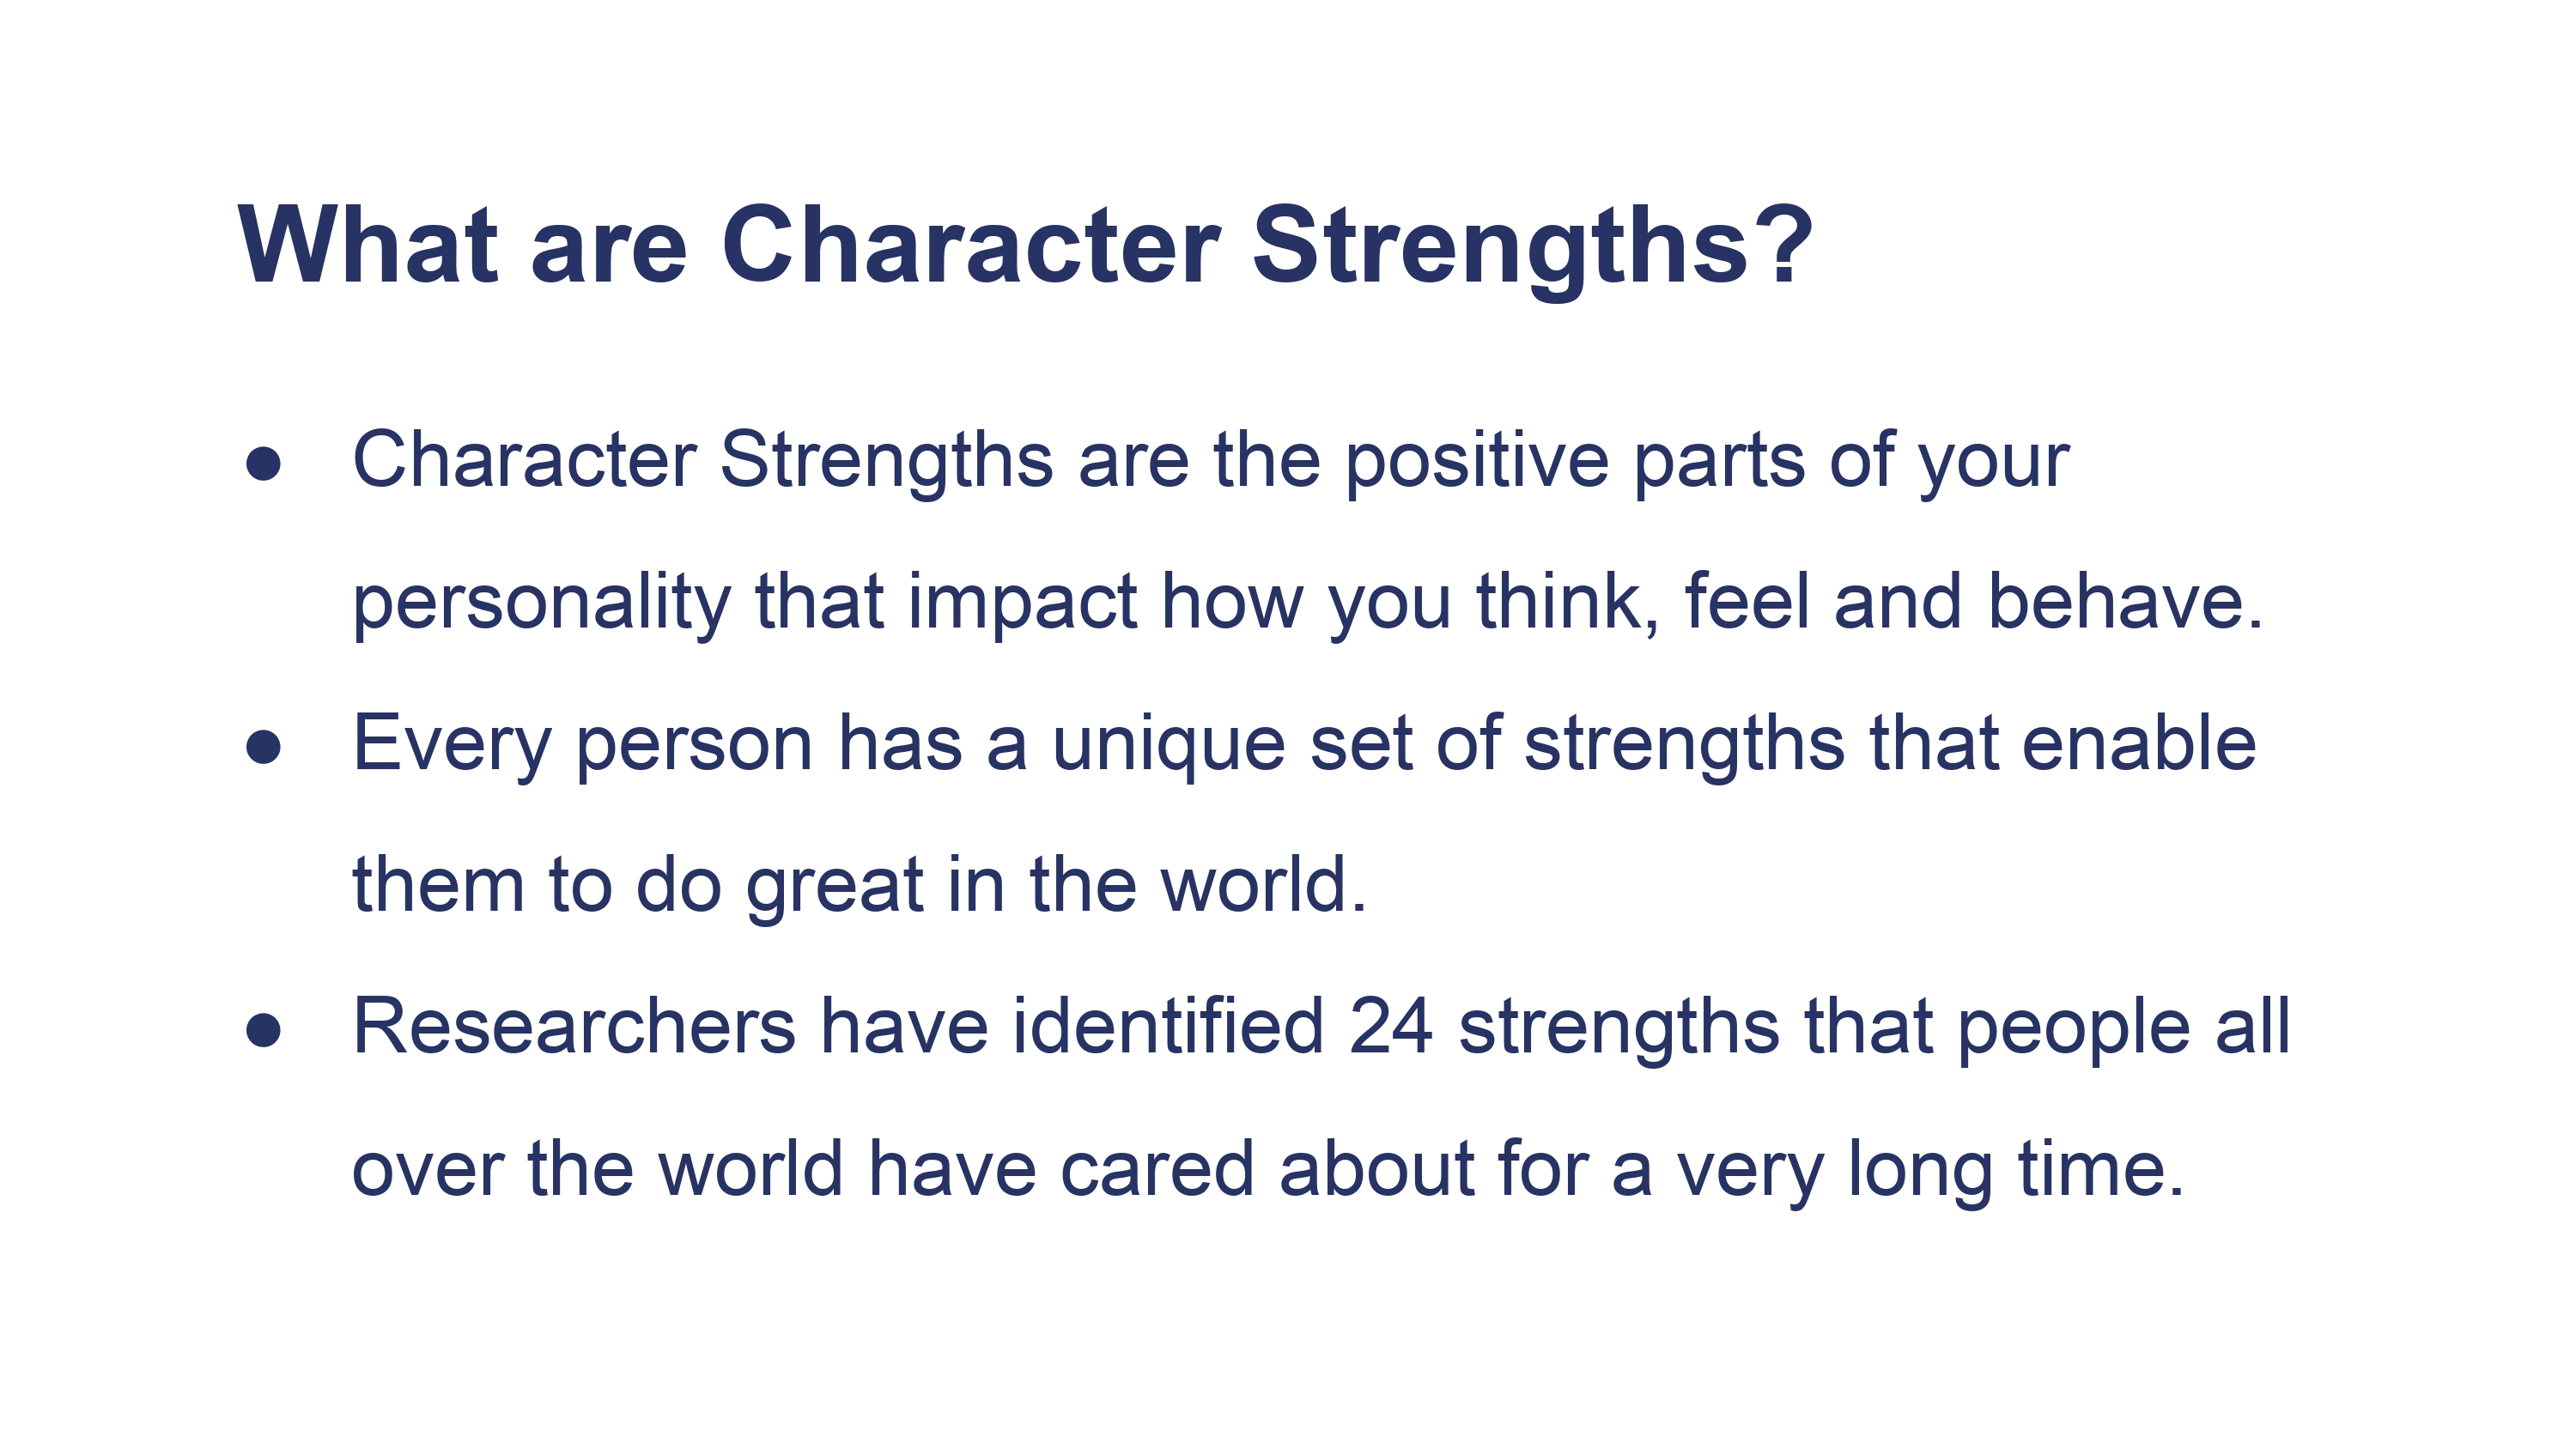 What are Character Strengths?
● Character Strengths are the positive parts of your
personality that impact how you think, feel and behave.
● Every person has a unique set of strengths that enable
them to do great in the world.
● Researchers have identified 24 strengths that people all
over the world have cared about for a very long time.